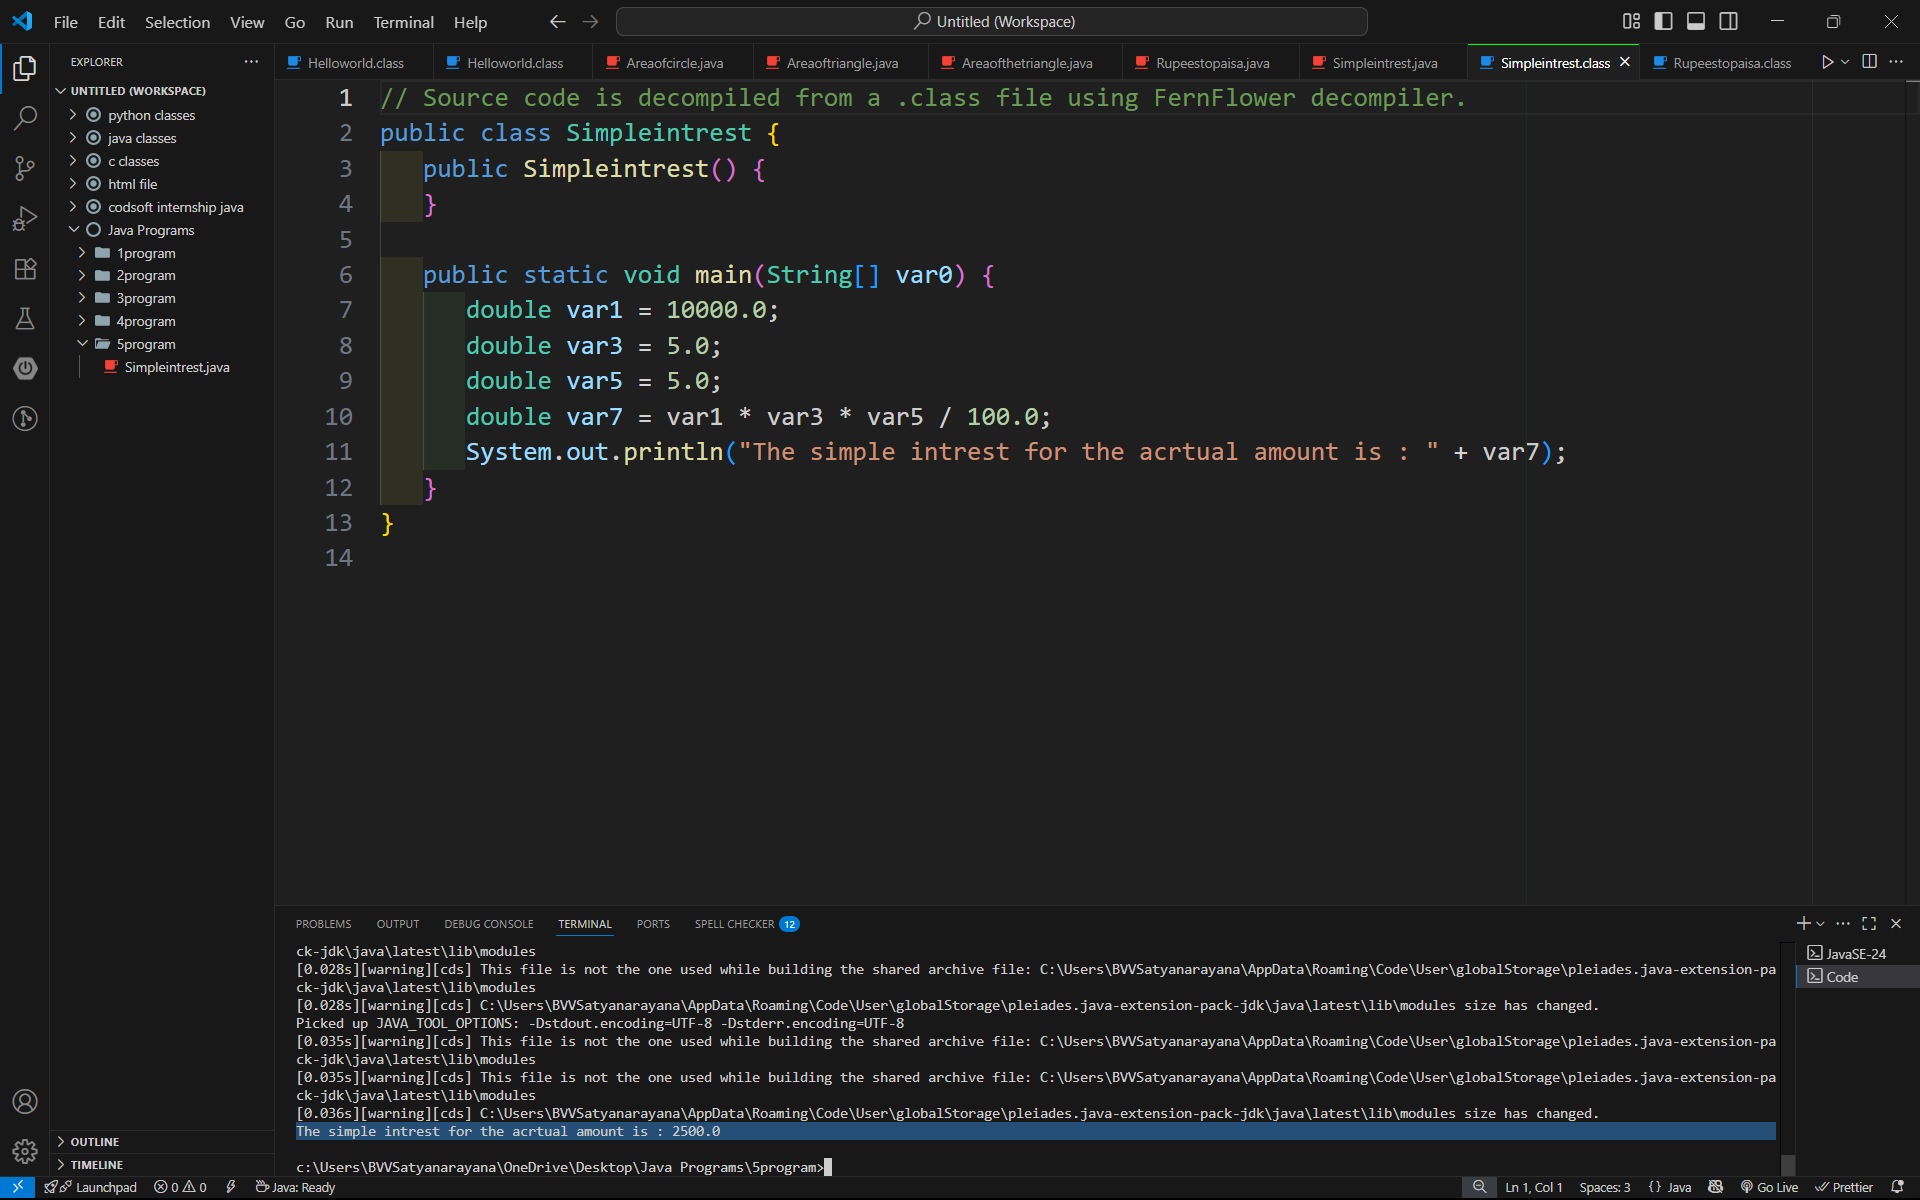 File Edit Selection View Go Run Terminal Help Untitled (Workspace)
EXPLORER
UNTITLED (WORKSPACE)
python classes
java classes
c classes
html file
codsoft internship java
Java Programs
1program
2program
3program
4program
5program
Simpleintrest.java
OUTLINE
TIMELINE
Helloworld.class Helloworld.class Areaofcircle.java Areaoftriangle.java Areaofthetriangle.java Rupeestopaisa.java Simpleintrest.java Simpleintrest.class Rupeestopaisa.class
1 // Source code is decompiled from a .class file using FernFlower decompiler.
2 public class Simpleintrest {
3 public Simpleintrest() {
4 }
5
6 public static void main(String[] var0) {
7 double var1 = 10000.0;
8 double var3 = 5.0;
9 double var5 = 5.0;
10 double var7 = var1 * var3 * var5 / 100.0;
11 System.out.println("The simple intrest for the acrtual amount is : " + var7);
12 }
13 }
14
PROBLEMS OUTPUT DEBUG CONSOLE TERMINAL PORTS SPELL CHECKER 12
ck-jdk\java\latest\lib\modules
[0.028s][warning][cds] This file is not the one used while building the shared archive file: C:\Users\BVVSatyanarayana\AppData\Roaming\Code\User\globalStorage\pleiades.java-extension-pa
ck-jdk\java\latest\lib\modules
[0.028s][warning][cds] C:\Users\BVVSatyanarayana\AppData\Roaming\Code\User\globalStorage\pleiades.java-extension-pack-jdk\java\latest\lib\modules size has changed.
Picked up JAVA_TOOL_OPTIONS: -Dstdout.encoding=UTF-8 -Dstderr.encoding=UTF-8
[0.035s][warning][cds] This file is not the one used while building the shared archive file: C:\Users\BVVSatyanarayana\AppData\Roaming\Code\User\globalStorage\pleiades.java-extension-pa
ck-jdk\java\latest\lib\modules
[0.035s][warning][cds] This file is not the one used while building the shared archive file: C:\Users\BVVSatyanarayana\AppData\Roaming\Code\User\globalStorage\pleiades.java-extension-pa
ck-jdk\java\latest\lib\modules
[0.036s][warning][cds] C:\Users\BVVSatyanarayana\AppData\Roaming\Code\User\globalStorage\pleiades.java-extension-pack-jdk\java\latest\lib\modules size has changed.
The simple intrest for the acrtual amount is : 2500.0
c:\Users\BVVSatyanarayana\OneDrive\Desktop\Java Programs\5program>
JavaSE-24
Code
Launchpad 0 0 Java: Ready Ln 1, Col 1 Spaces: 3 {} Java Go Live Prettier